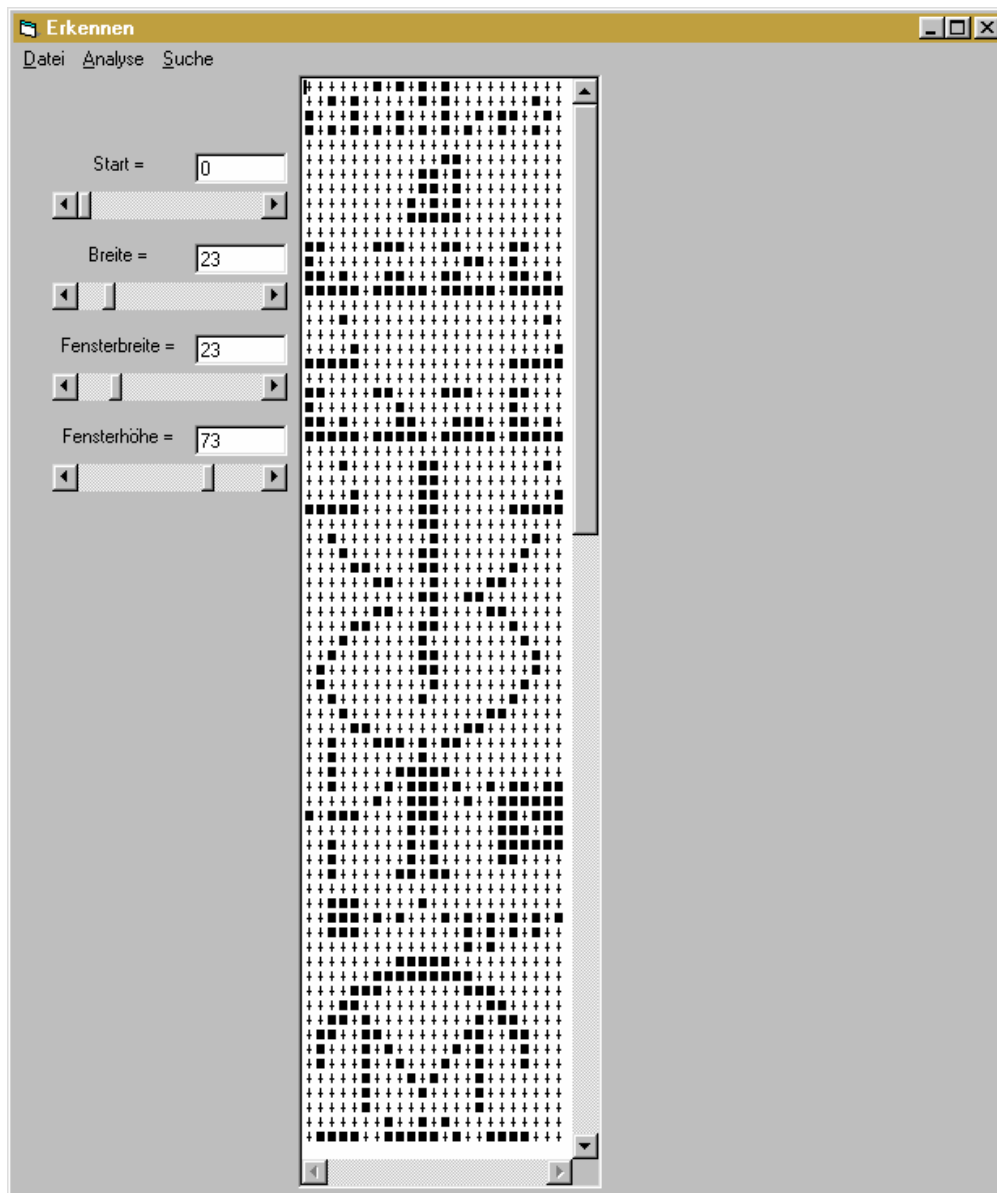 Erkennen
Datei Analyse Suche
Start = 0
Breite = 23
Fensterbreite = 23
Fensterhöhe = 73